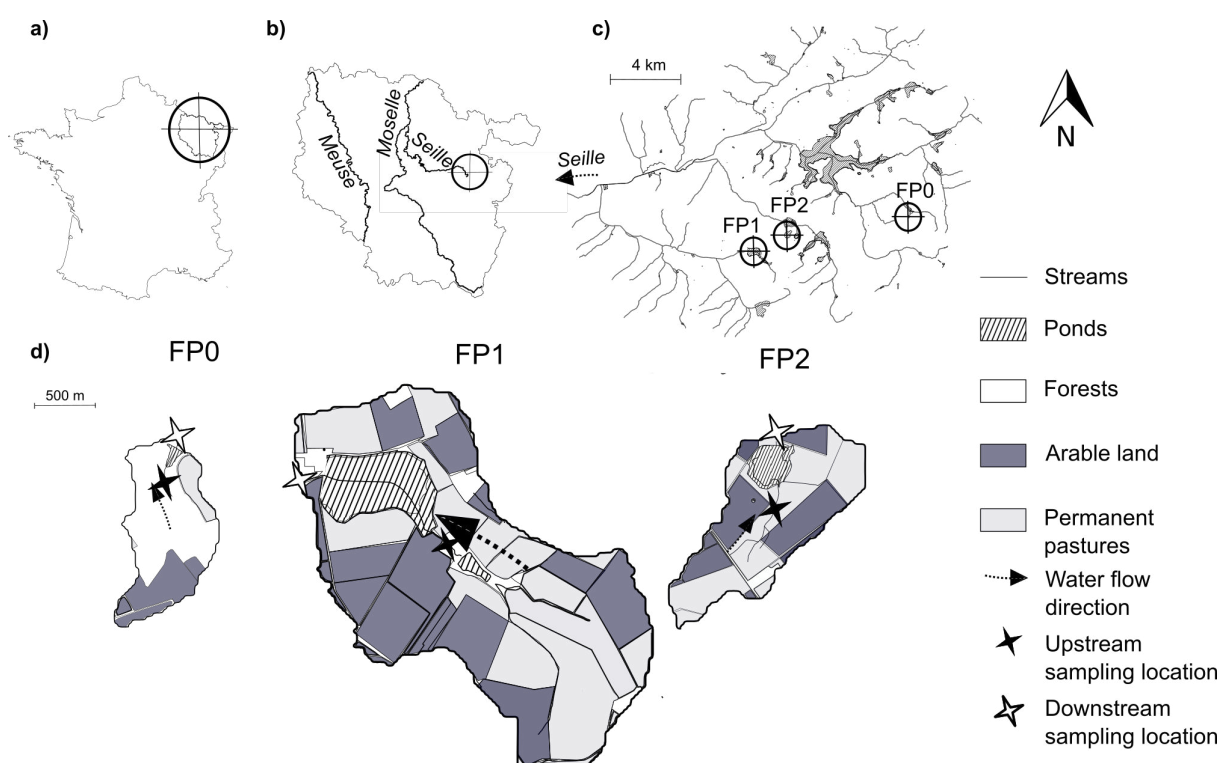 a)
b)
c)
4 km
N
Meuse
Moselle
Seille
Seille
FP0
FP2
FP1
Streams
Ponds
Forests
Arable land
Permanent
pastures
Water flow
direction
Upstream
sampling location
Downstream
sampling location
d)
FP0
FP1
FP2
500 m